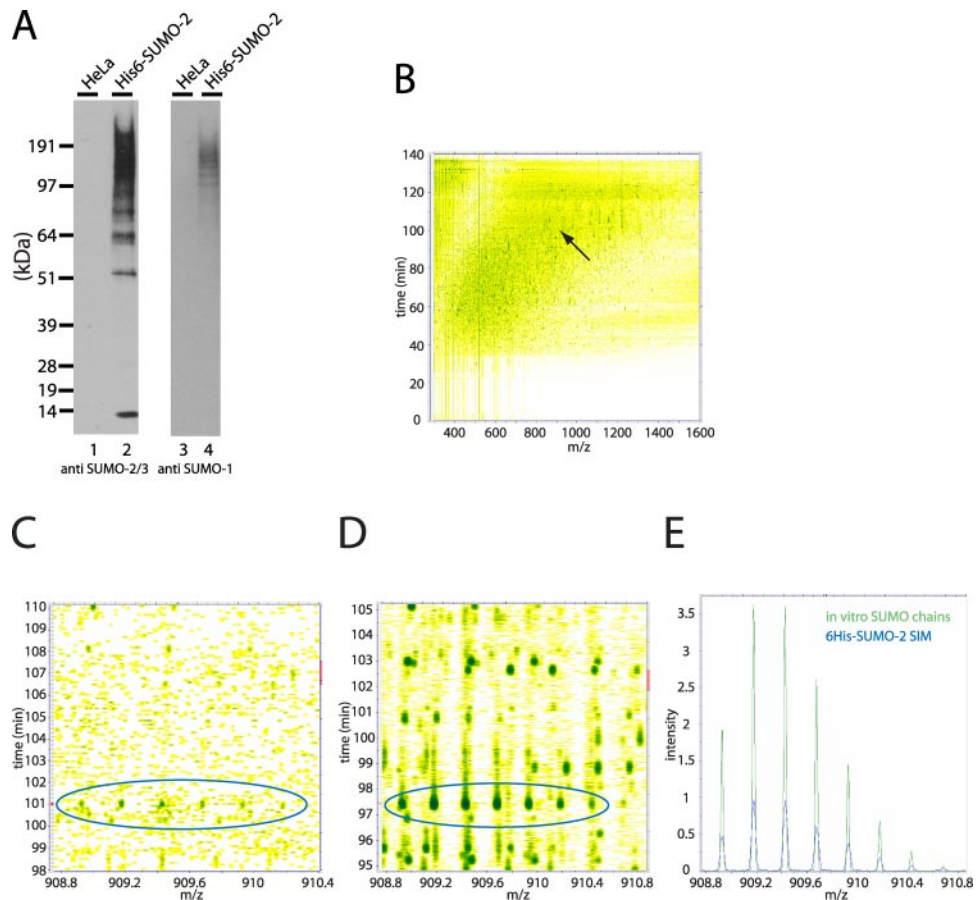 A
HeLa
His6-SUMO-2
HeLa
His6-SUMO-2
(kDa)
191
97
64
51
39
28
19
14
1 2 3 4
anti SUMO-2/3 anti SUMO-1
B
time (min)
140
120
100
80
60
40
20
0
400 600 800 1000 1200 1400 1600
m/z
C
time (min)
110
109
108
107
106
105
104
103
102
101
100
99
98
908.8 909.2 909.6 910 910.4
m/z
D
time (min)
105
104
103
102
101
100
99
98
97
96
95
908.8 909.2 909.6 910 910.4 910.8
m/z
E
in vitro SUMO chains
6His-SUMO-2 SIM
intensity
3.5
3
2.5
2
1.5
1
0.5
0
908.8 909.2 909.6 910 910.4 910.8
m/z